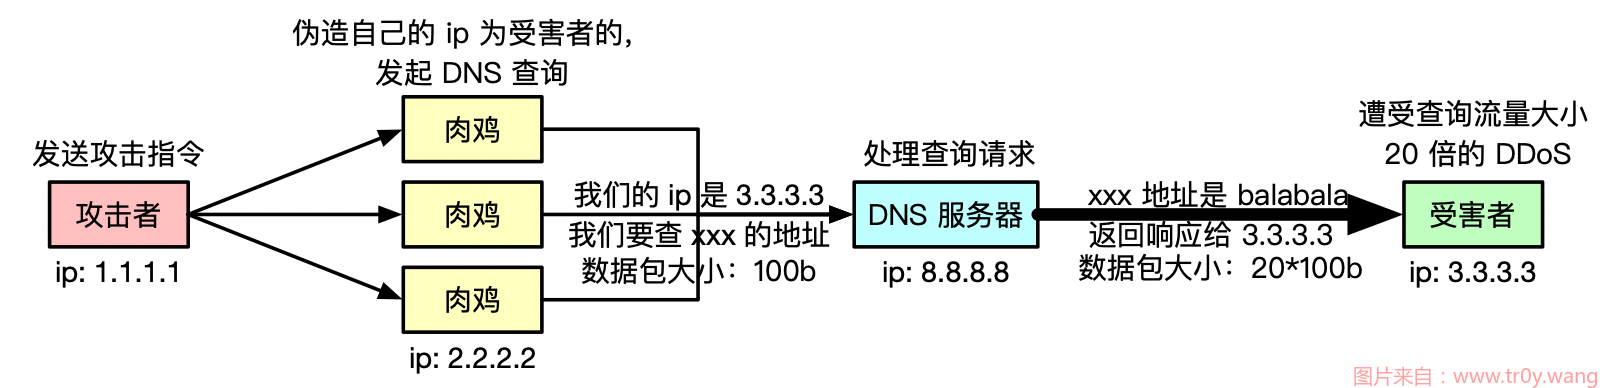 伪造自己的 ip 为受害者的,
发起 DNS 查询
发送攻击指令
攻击者
ip: 1.1.1.1
肉鸡
肉鸡
肉鸡
ip: 2.2.2.2
我们的 ip 是 3.3.3.3
我们要查 xxx 的地址
数据包大小：100b
处理查询请求
DNS 服务器
ip: 8.8.8.8
xxx 地址是 balabala
返回响应给 3.3.3.3
数据包大小：20*100b
遭受查询流量大小
20 倍的 DDoS
受害者
ip: 3.3.3.3
图片来自：www.tr0y.wang